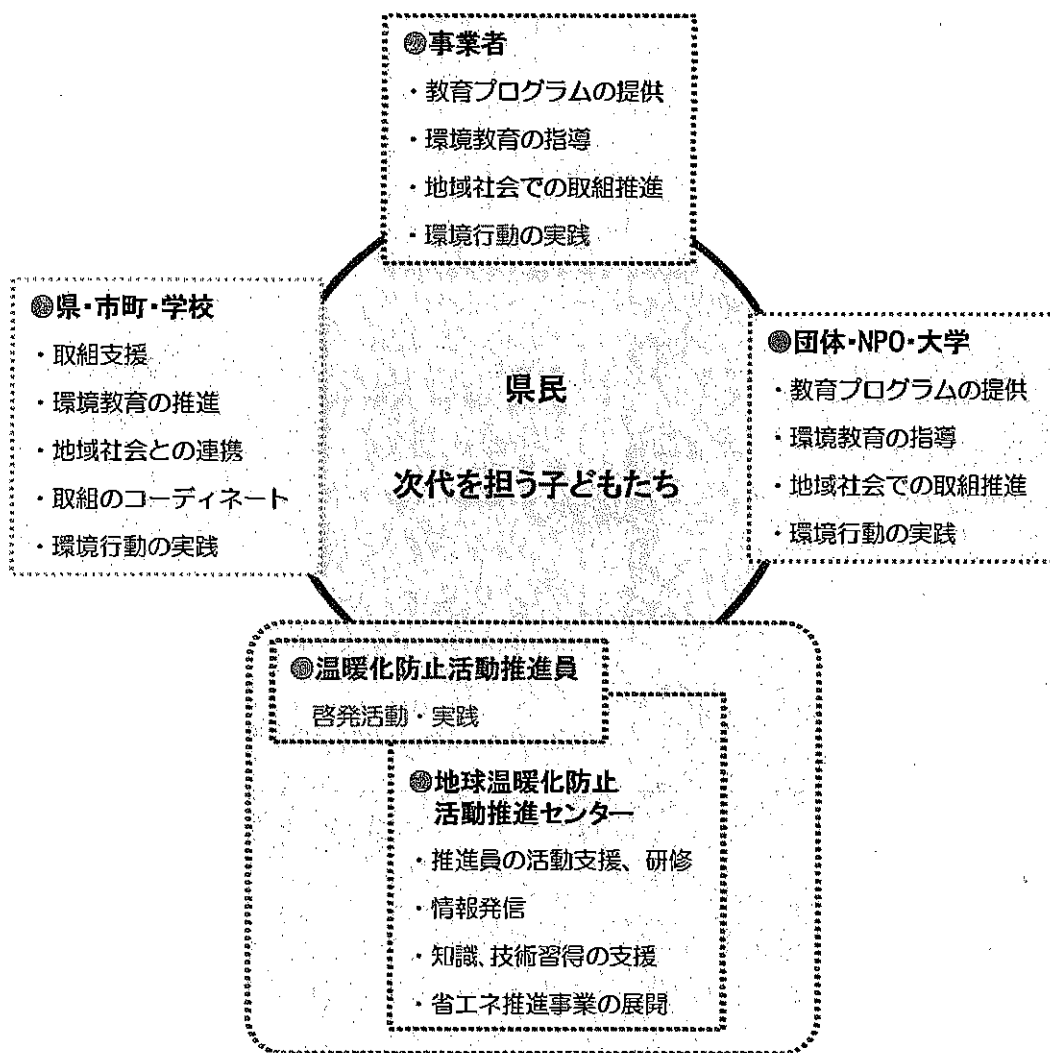 ●事業者
・教育プログラムの提供
・環境教育の指導
・地域社会での取組推進
・環境行動の実践
●県・市町・学校
・取組支援
・環境教育の推進
・地域社会との連携
・取組のコーディネート
・環境行動の実践
県民
次代を担う子どもたち
●団体・NPO・大学
・教育プログラムの提供
・環境教育の指導
・地域社会での取組推進
・環境行動の実践
●温暖化防止活動推進員
啓発活動・実践
●地球温暖化防止
活動推進センター
・推進員の活動支援、研修
・情報発信
・知識、技術習得の支援
・省エネ推進事業の展開